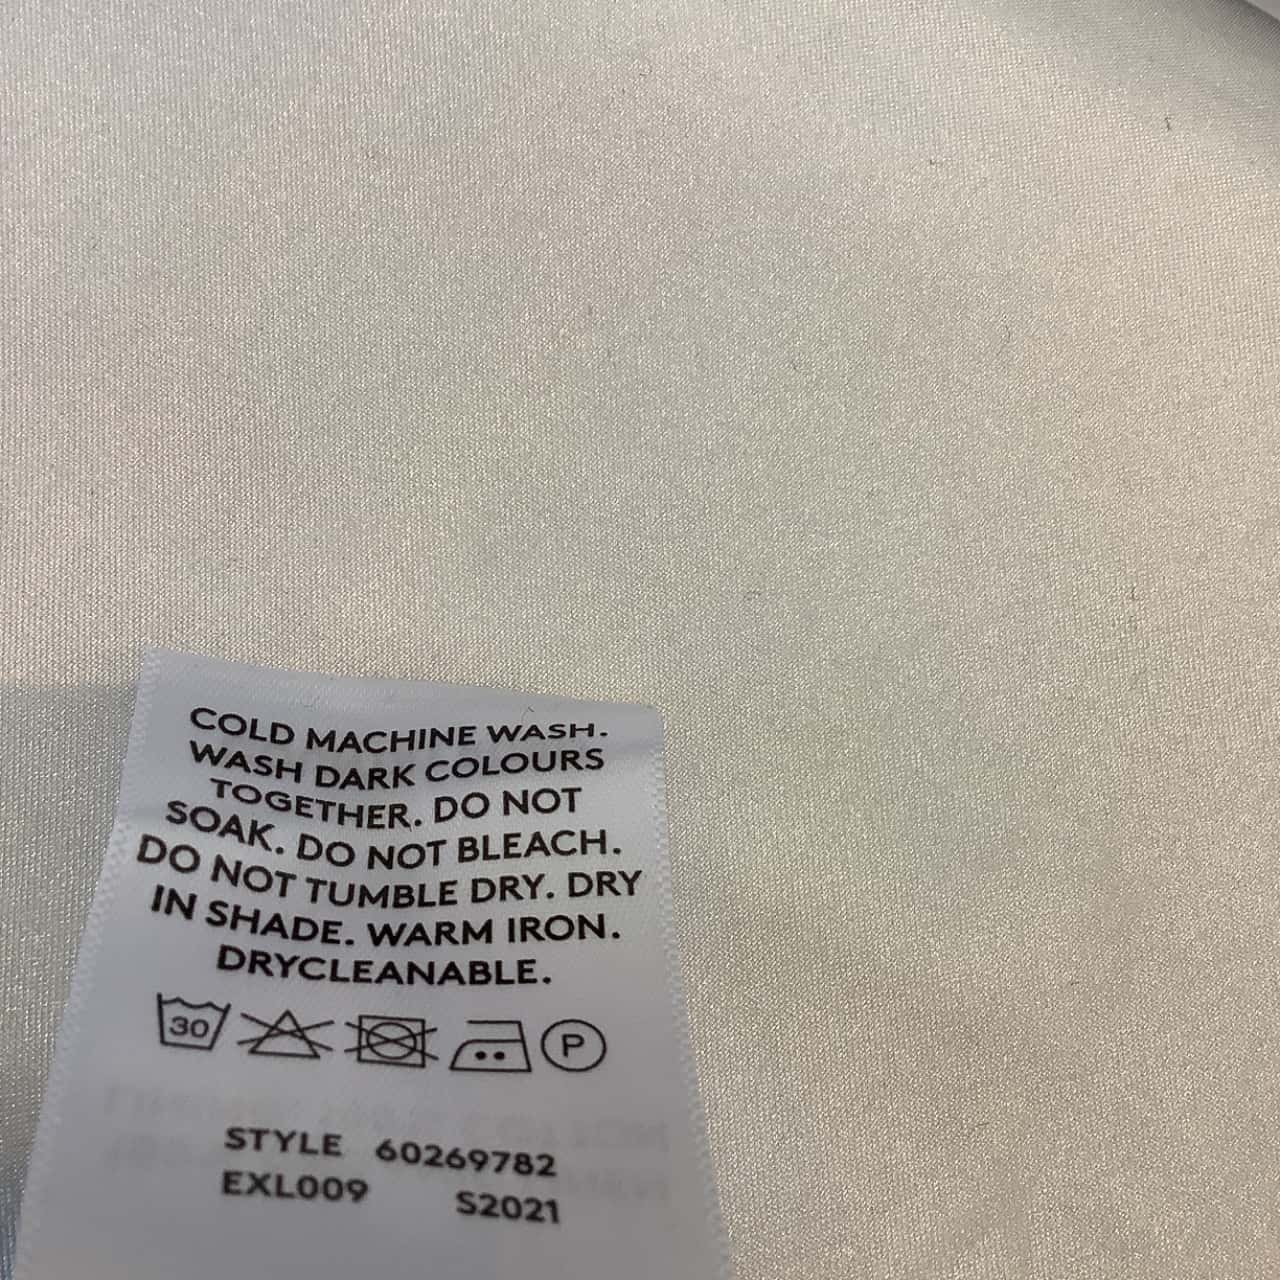 COLD MACHINE WASH.
WASH DARK COLOURS
TOGETHER. DO NOT
SOAK. DO NOT BLEACH.
DO NOT TUMBLE DRY. DRY
IN SHADE. WARM IRON.
DRYCLEANABLE.
30 P
STYLE 60269782
EXL009 S2021